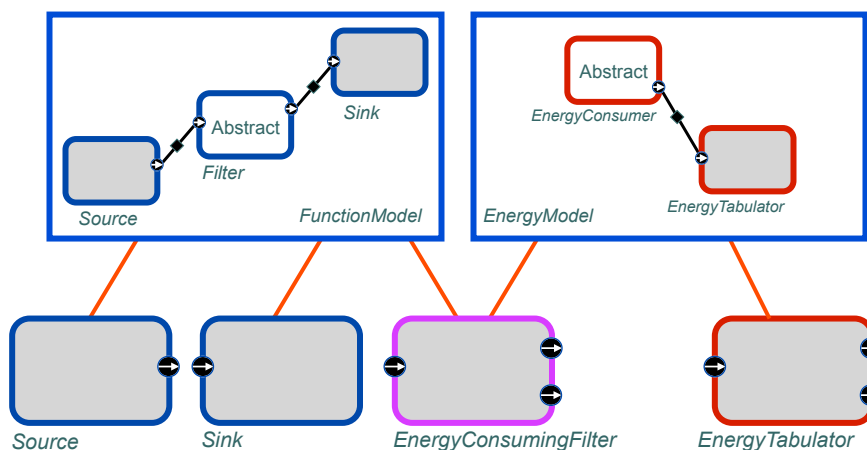 Abstract
Sink
Filter
Source
FunctionModel
Abstract
EnergyConsumer
EnergyTabulator
EnergyModel
Source
Sink
EnergyConsumingFilter
EnergyTabulator